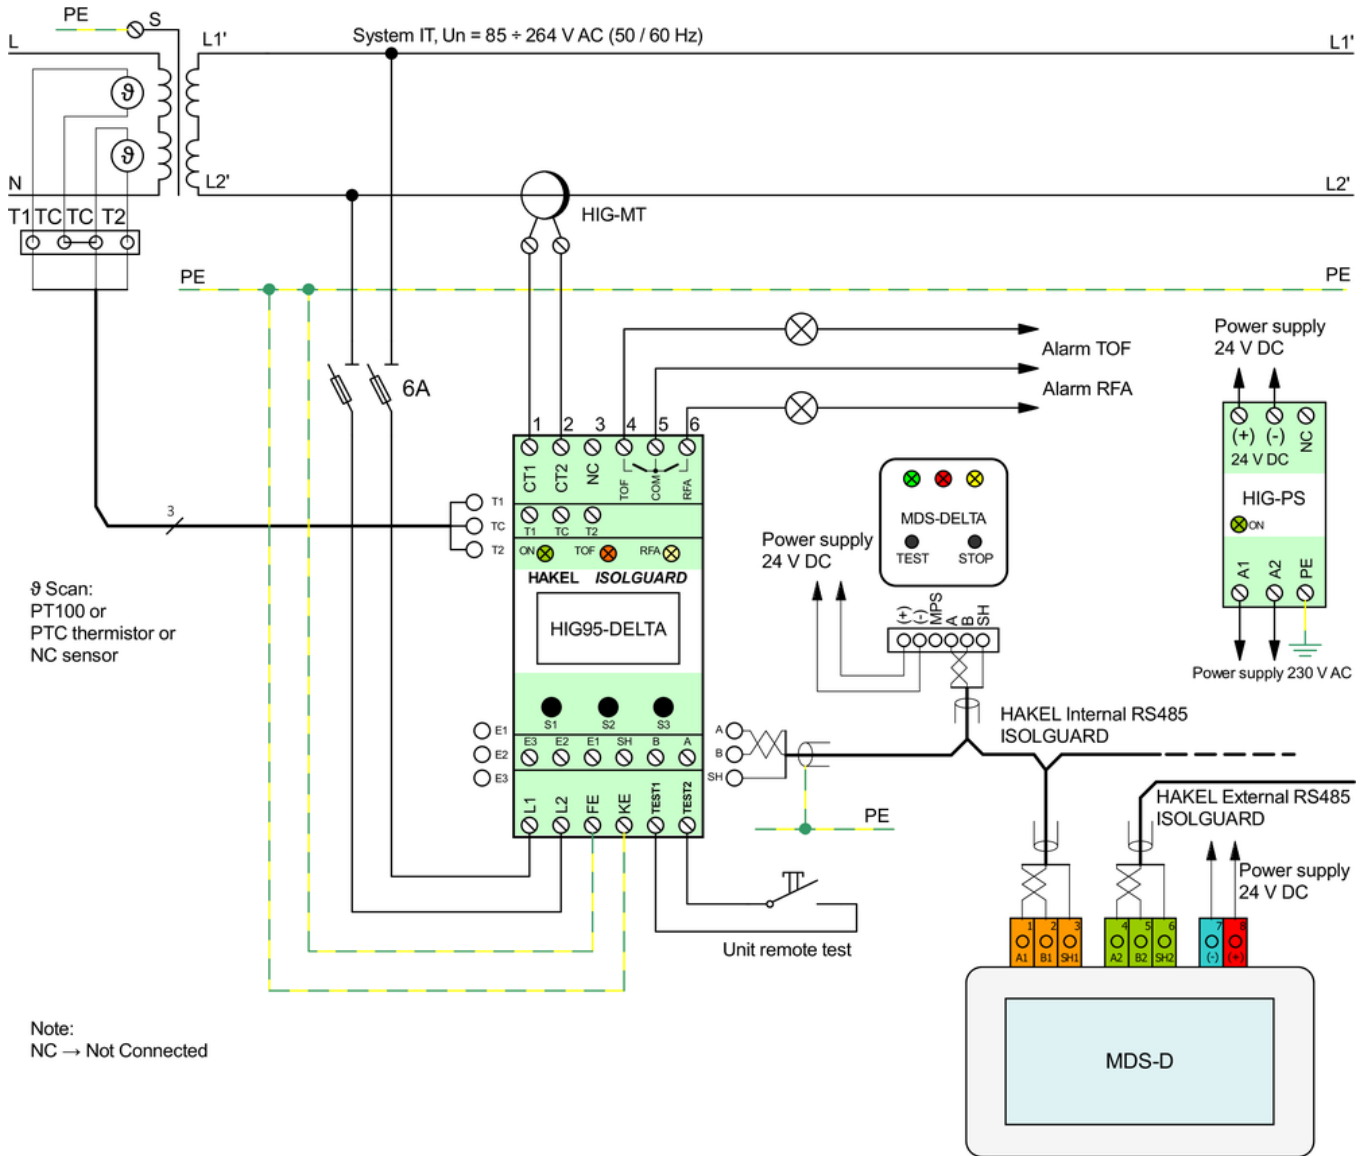 PE
S
L
L1'
System IT, Un = 85 ÷ 264 V AC (50 / 60 Hz)
L1'
ϑ
ϑ
N
L2'
L2'
HIG-MT
T1 TC TC T2
PE
PE
Alarm TOF
Alarm RFA
6A
Power supply
24 V DC
(+) (-) NC
24 V DC
HIG-PS
ON
A1 A2 PE
Power supply 230 V AC
1 2 3 4 5 6
CT1 CT2 NC TOF COM RFA
T1
TC
T2
T1 TC T2
ON TOF RFA
HAKEL ISOLGUARD
HIG95-DELTA
S1 S2 S3
E1
E2
E3
E3 E2 E1 SH B A
L1 L2 FE KE TEST1 TEST2
A
B
SH
3
ϑ Scan:
PT100 or
PTC thermistor or
NC sensor
MDS-DELTA
TEST STOP
Power supply
24 V DC
(+) (-) MPS A B SH
HAKEL Internal RS485
ISOLGUARD
PE
HAKEL External RS485
ISOLGUARD
Power supply
24 V DC
Unit remote test
1 2 3 4 5 6 7 8
A1 B1 SH1 A2 B2 SH2 (-) (+)
MDS-D
Note:
NC → Not Connected